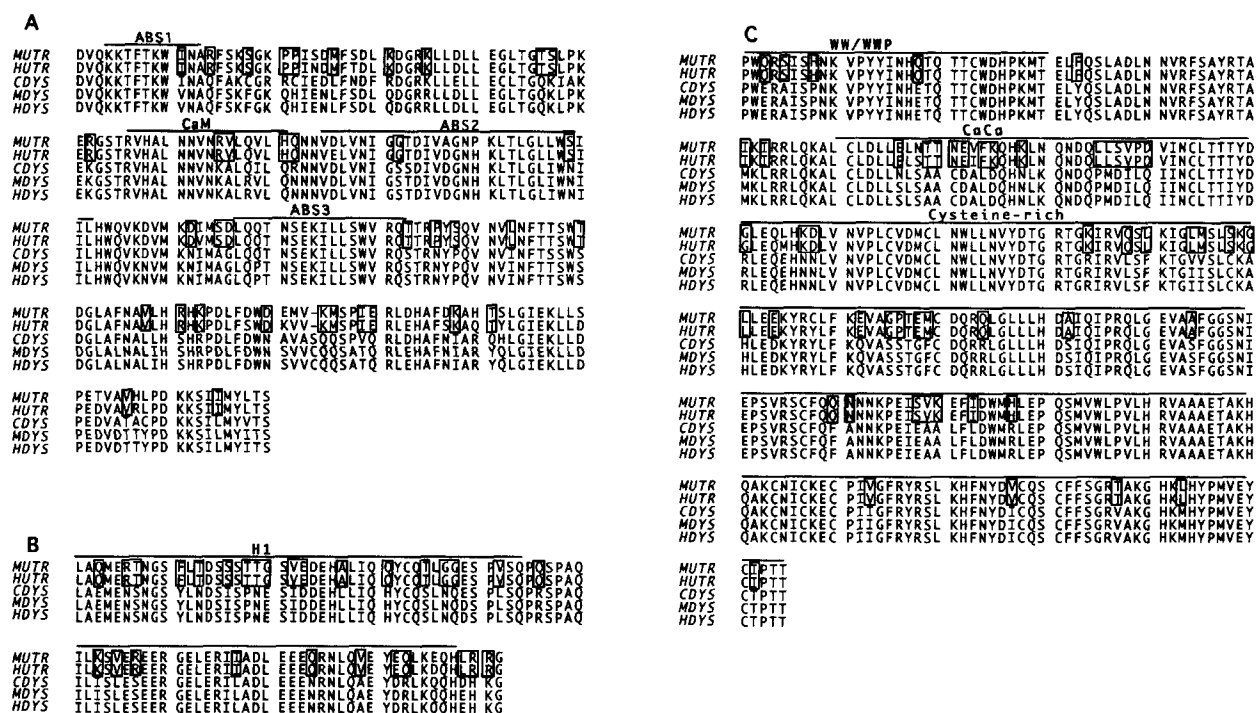 A
ABS1
MUTR DVQKKTFTKW INARFSKSGK PPISDMFSDL KDGRKLLDLL EGLTGTSLPK
HUTR DVQKKTFTKW INARFSKSGK PPINDMFTDL KDGRKLLDLL EGLTGTSLPK
CDYS DVQKKTFTKW INAQFAKCGR RCIEDLFNDF RDGRKLLELL EGLTGQKIAK
MDYS DVQKKTFTKW VNAQFSKFGK QHIENLFSDL QDGRRLLDLL EGLTGQKLPK
HDYS DVQKKTFTKW VNAQFSKFGK QHIENLFSDL QDGRRLLDLL EGLTGQKLPK
CaM ABS2
MUTR ERGSTRVHAL NNVNRVLQVL HQNNVDLVNI GGTDIVAGNP KLTLGLLWSI
HUTR ERGSTRVHAL NNVNRVLQVL HQNNVELVNI GGTDIVDGNH KLTLGLLWSI
CDYS EKGSTRVHAL NNVNKALQIL QRNNVDLVNI GSSDIVDGNH KLTLGLIWNI
MDYS EKGSTRVHAL NNVNKALRVL QKNNVDLVNI GSTDIVDGNH KLTLGLIWNI
HDYS EKGSTRVHAL NNVNKALRVL QNNNVDLVNI GSTDIVDGNH KLTLGLIWNI
ABS3
MUTR ILHWQVKDVM KDIMSDLQQT NSEKILLSWV RQTTRPYSQV NVLNFTTSWT
HUTR ILHWQVKDVM KDVMSDLQQT NSEKILLSWV RQTTRPYSQV NVLNFTTSWT
CDYS ILHWQVKDVM KNIMAGLQQT NSEKILLSWV RQSTRNYPQV NVINFTTSWS
MDYS ILHWQVKNVM KNIMAGLQQT NSEKILLSWV RQSTRNYPQV NVINFTTSWS
HDYS ILHWQVKNVM KNIMAGLQPT NSEKILLSWV RQSTRNYPQV NVINFTTSWS
MUTR DGLAFNAVLH RHKPDLFDWD EMV-KMSPIE RLDHAFDKAH TSLGIEKLLS
HUTR DGLAFNAVLH RHKPDLFDWD KVV-KMSPIE RLEHAFSKAQ TYLGIEKLLD
CDYS DGLAFNALIH SHRPDLFDWN AVASQQSPVQ RLDHAFNIAR QHLGIEKLLD
MDYS DGLALNALIH SHRPDLFDWN SVVCQQSATQ RLEHAFNIAR YQLGIEKLLD
HDYS DGLALNALIH SHRPDLFDWN SVVCQQSATQ RLEHAFNIAR YQLGIEKLLD
MUTR PETVAVHLPD KKSIIMYLTS
HUTR PEDVAVRLPD KKSIIMYLTS
CDYS PEDVATACPD KKSILMYVTS
MDYS PEDVDTTYPD KKSILMYITS
HDYS PEDVDTTYPD KKSILMYITS
B
H1
MUTR LAQMERTNGS FLTDSSSTTG SVEDEHALIQ QYCQTLGGES PVSQPQSPAQ
HUTR LAQMERTNGS FLTDSSSTTG SVEDEHALIQ QYCQTLGGES PVSQPQSPAQ
CDYS LAEMENSNGS YLNDSISPNE SIDDEHLLIQ HYCQSLNQES PLSQPRSPAQ
MDYS LAEMENSNGS YLNDSISPNE SIDDEHLLIQ HYCQSLNQDS PLSQPRSPAQ
HDYS LAEMENSNGS YLNDSISPNE SIDDEHLLIQ HYCQSLNQDS PLSQPRSPAQ
MUTR ILKSVEREER GELERIIADL EEEQRNLQVE YEQLKEQHLR RG
HUTR ILKSVEREER GELERIIADL EEEQRNLQVE YEQLKDQHLR RG
CDYS ILISLESEER GELERILADL EEENRNLQAE YDRLKQQHDH KG
MDYS ILISLESEER GELERILADL EEENRNLQAE YDRLKQQHEH KG
HDYS ILISLESEER GELERILADL EEENRNLQAE YDRLKQQHEH KG
C
WW/WWP
MUTR PWQRSISHNK VPYYINHQTQ TTCWDHPKMT ELFQSLADLN NVRFSAYRTA
HUTR PWQRSISHNK VPYYINHQTQ TTCWDHPKMT ELFQSLADLN NVRFSAYRTA
CDYS PWERAISPNK VPYYINHETQ TTCWDHPKMT ELYQSLADLN NVRFSAYRTA
MDYS PWERAISPNK VPYYINHETQ TTCWDHPKMT ELYQSLADLN NVRFSAYRTA
HDYS PWERAISPNK VPYYINHETQ TTCWDHPKMT ELYQSLADLN NVRFSAYRTA
CaCa
MUTR IKIRRLQKAL CLDLLELNTT NEVFKQHKLN QNDQLLSVPD VINCLTTTYD
HUTR IKIRRLQKAL CLDLLELSTT NEIFKQHKLN QNDQLLSVPD VINCLTTTYD
CDYS MKLRRLQKAL CLDLLSLSAA CDALDQHNLK QNDQPMDILQ IINCLTTIYD
MDYS MKLRRLQKAL CLDLLSLSAA CDALDQHNLK QNDQPMDILQ IINCLTTIYD
HDYS MKLRRLQKAL CLDLLSLSAA CDALDQHNLK QNDQPMDILQ IINCLTTIYD
Cysteine-rich
MUTR GLEQLHKDLV NVPLCVDMCL NWLLNVYDTG RTGKIRVQSL KIGLMSLSKG
HUTR GLEQMHKDLV NVPLCVDMCL NWLLNVYDTG RTGKIRVQSL KIGLMSLSKG
CDYS RLEQEHNNLV NVPLCVDMCL NWLLNVYDTG RTGRIRVLSF KTGVVSLCKA
MDYS RLEQEHNNLV NVPLCVDMCL NWLLNVYDTG RTGRIRVLSF KTGIISLCKA
HDYS RLEQEHNNLV NVPLCVDMCL NWLLNVYDTG RTGRIRVLSF KTGIISLCKA
MUTR LLEEKYRCLF KEVAGPTEMC DQRQLGLLLH DAIQIPRQLG EVAAFGGSNI
HUTR LLEEKYRYLF KEVAGPTEMC DQRQLGLLLH DAIQIPRQLG EVAAFGGSNI
CDYS HLEDKYRYLF KQVASSTGFC DQRRLGLLLH DSIQIPRQLG EVASFGGSNI
MDYS HLEDKYRYLF KQVASSTGFC DQRRLGLLLH DSIQIPRQLG EVASFGGSNI
HDYS HLEDKYRYLF KQVASSTGFC DQRRLGLLLH DSIQIPRQLG EVASFGGSNI
MUTR EPSVRSCFQQ NNNKPEISVK EFIDWMHLEP QSMVWLPVLH RVAAAETAKH
HUTR EPSVRSCFQQ NNNKPEISVK EFIDWMHLEP QSMVWLPVLH RVAAAETAKH
CDYS EPSVRSCFQF ANNKPEIEAA LFLDWMRLEP QSMVWLPVLH RVAAAETAKH
MDYS EPSVRSCFQF ANNKPEIEAA LFLDWMRLEP QSMVWLPVLH RVAAAETAKH
HDYS EPSVRSCFQF ANNKPEIEAA LFLDWMRLEP QSMVWLPVLH RVAAAETAKH
MUTR QAKCNICKEC PIVGFRYRSL KHFNYDVCQS CFFSGRTAKG HKLHYPMVEY
HUTR QAKCNICKEC PIVGFRYRSL KHFNYDVCQS CFFSGRTAKG HKLHYPMVEY
CDYS QAKCNICKEC PIIGFRYRSL KHFNYDICQS CFFSGRVAKG HKMHYPMVEY
MDYS QAKCNICKEC PIIGFRYRSL KHFNYDICQS CFFSGRVAKG HKMHYPMVEY
HDYS QAKCNICKEC PIIGFRYRSL KHFNYDICQS CFFSGRVAKG HKMHYPMVEY
MUTR CIPTT
HUTR CTPTT
CDYS CTPTT
MDYS CTPTT
HDYS CTPTT